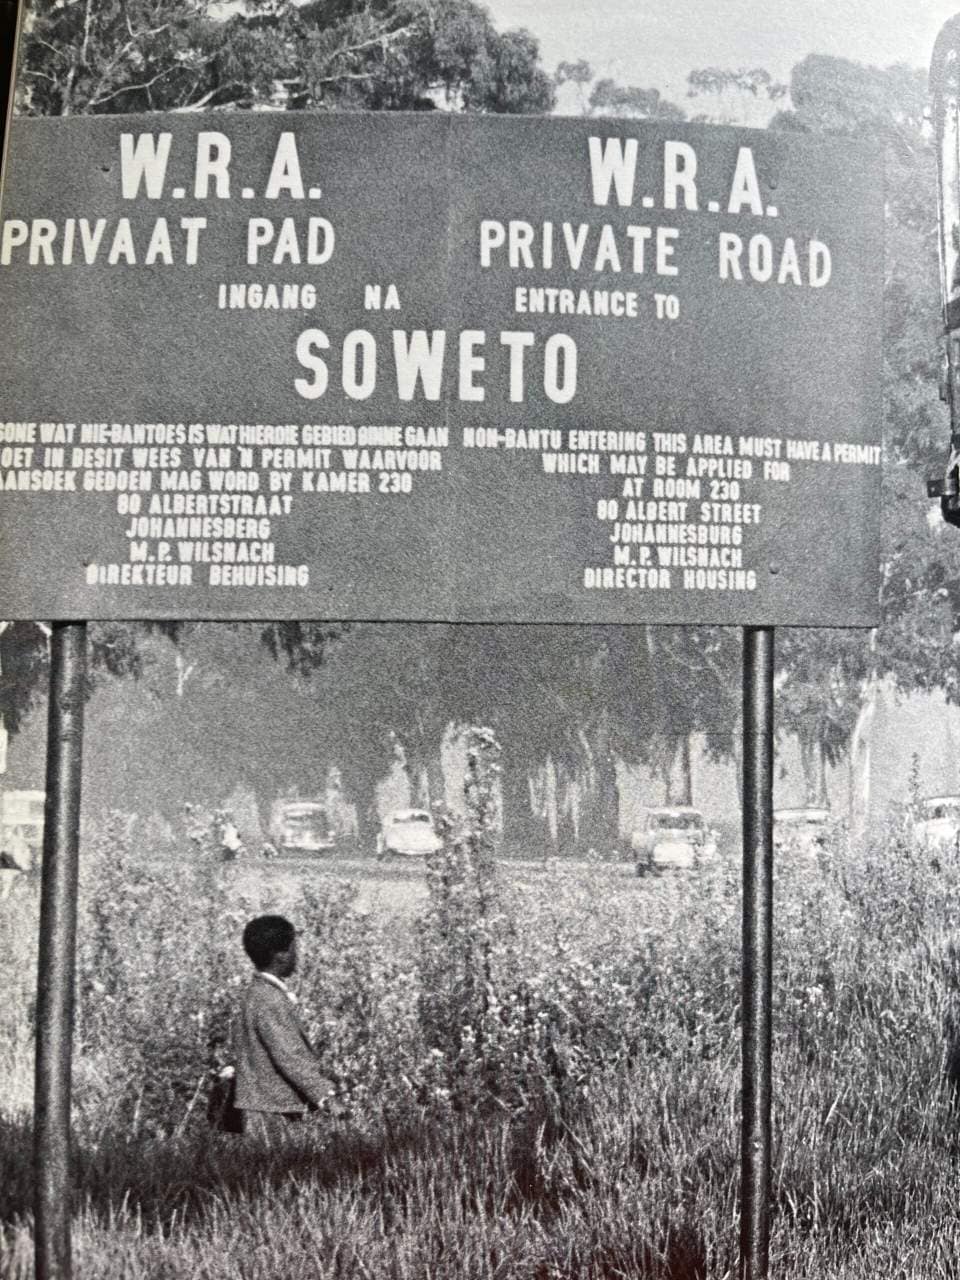 W.R.A.
PRIVAAT PAD
INGANG NA
W.R.A.
PRIVATE ROAD
ENTRANCE TO
SOWETO
SONE WAT NIE-BANTOES IS WAT HIERDIE GEBIED BINNE GAAN
OET IN BESIT WEES VAN 'N PERMIT WAARVOOR
AANSOEK GEDOEN MAG WORD BY KAMER 230
80 ALBERTSTRAAT
JOHANNESBERG
M.P. WILSNACH
DIREKTEUR BEHUISING
NON-BANTU ENTERING THIS AREA MUST HAVE A PERMIT
WHICH MAY BE APPLIED FOR
AT ROOM 230
80 ALBERT STREET
JOHANNESBURG
M.P. WILSNACH
DIRECTOR HOUSING